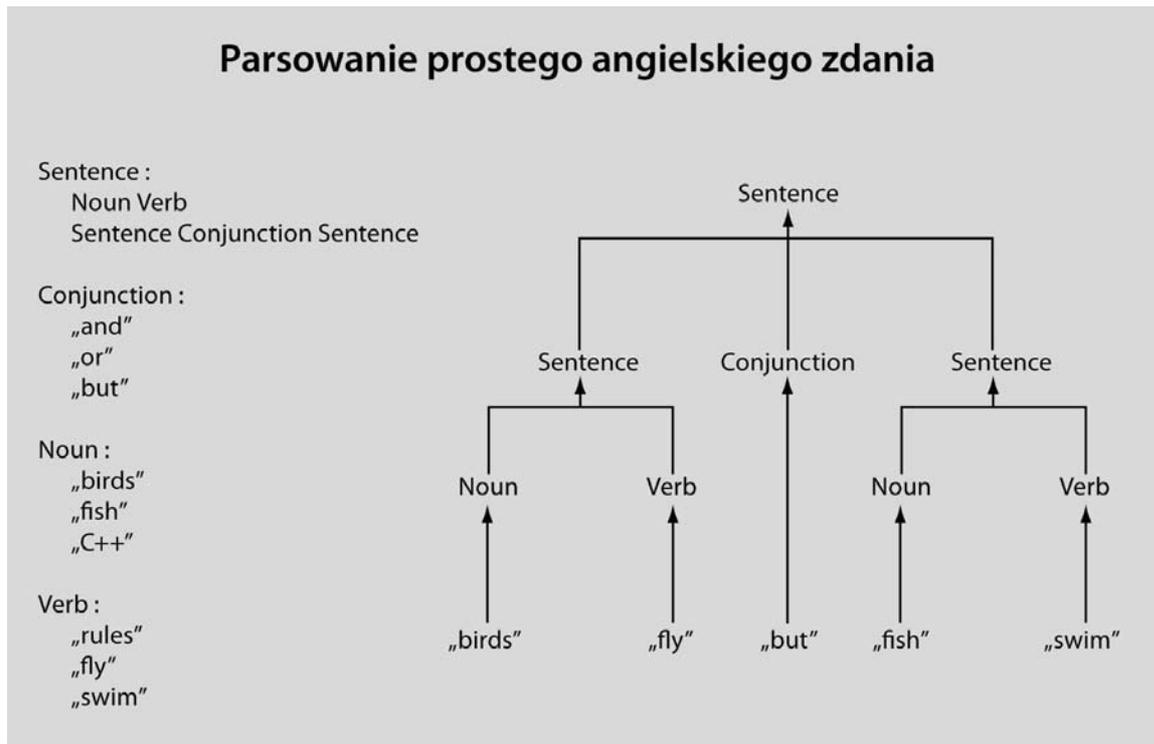 Parsowanie prostego angielskiego zdania
Sentence :
Noun Verb
Sentence Conjunction Sentence
Conjunction :
„and”
„or”
„but”
Noun :
„birds”
„fish”
„C++”
Verb :
„rules”
„fly”
„swim”
Sentence
Sentence Conjunction Sentence
Noun Verb Noun Verb
„birds” „fly” „but” „fish” „swim”